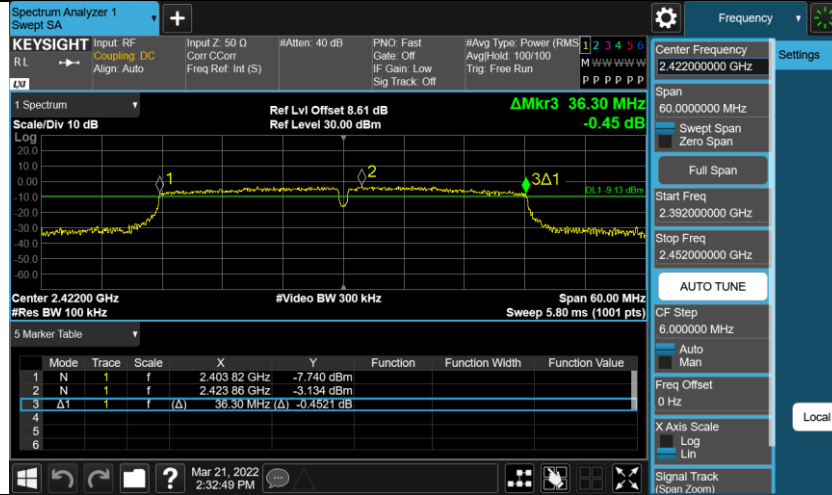 Spectrum Analyzer 1
Swept SA
+
Frequency
KEYSIGHT
RL
LXI
Input: RF
Coupling: DC
Align: Auto
Input Z: 50 Ω
Corr CCorr
Freq Ref: Int (S)
#Atten: 40 dB
PNO: Fast
Gate: Off
IF Gain: Low
Sig Track: Off
#Avg Type: Power (RMS
Avg|Hold: 100/100
Trig: Free Run
1 2 3 4 5 6
M W W W W W
P P P P P P
1 Spectrum
Scale/Div 10 dB
Ref Lvl Offset 8.61 dB
Ref Level 30.00 dBm
ΔMkr3 36.30 MHz
-0.45 dB
Log
20.0
10.0
0.00
-10.0
-20.0
-30.0
-40.0
-50.0
-60.0
1
2
3Δ1
DL1 -9.13 dBm
Center 2.42200 GHz
#Res BW 100 kHz
#Video BW 300 kHz
Span 60.00 MHz
Sweep 5.80 ms (1001 pts)
5 Marker Table
Mode Trace Scale X Y Function Function Width Function Value
1 N 1 f 2.403 82 GHz -7.740 dBm
2 N 1 f 2.423 86 GHz -3.134 dBm
3 Δ1 1 f (Δ) 36.30 MHz (Δ) -0.4521 dB
4
5
6
Mar 21, 2022
2:32:49 PM
?
Center Frequency
2.422000000 GHz
Span
60.0000000 MHz
Swept Span
Zero Span
Full Span
Start Freq
2.392000000 GHz
Stop Freq
2.452000000 GHz
AUTO TUNE
CF Step
6.000000 MHz
Auto
Man
Freq Offset
0 Hz
X Axis Scale
Log
Lin
Signal Track
(Span Zoom)
Settings
Local